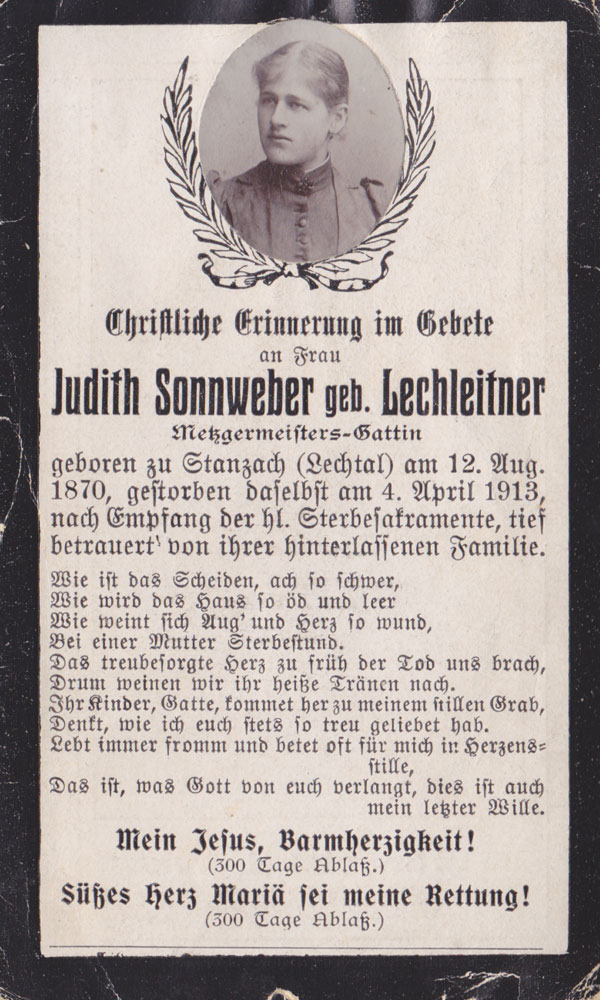 Christliche Erinnerung im Gebete
an Frau
Judith Sonnweber geb. Lechleitner
Metzgermeisters-Gattin
geboren zu Stanzach (Lechtal) am 12. Aug.
1870, gestorben daselbst am 4. April 1913,
nach Empfang der hl. Sterbesakramente, tief
betrauert von ihrer hinterlassenen Familie.
Wie ist das Scheiden, ach so schwer,
Wie wird das Haus so öd und leer
Wie weint sich Aug' und Herz so wund,
Bei einer Mutter Sterbestund.
Das treubesorgte Herz zu früh der Tod uns brach,
Drum weinen wir ihr heiße Tränen nach.
Ihr Kinder, Gatte, kommet her zu meinem stillen Grab,
Denkt, wie ich euch stets so treu geliebet hab.
Lebt immer fromm und betet oft für mich in Herzens=
stille,
Das ist, was Gott von euch verlangt, dies ist auch
mein letzter Wille.
Mein Jesus, Barmherzigkeit!
(300 Tage Ablaß.)
Süßes Herz Mariä sei meine Rettung!
(300 Tage Ablaß.)